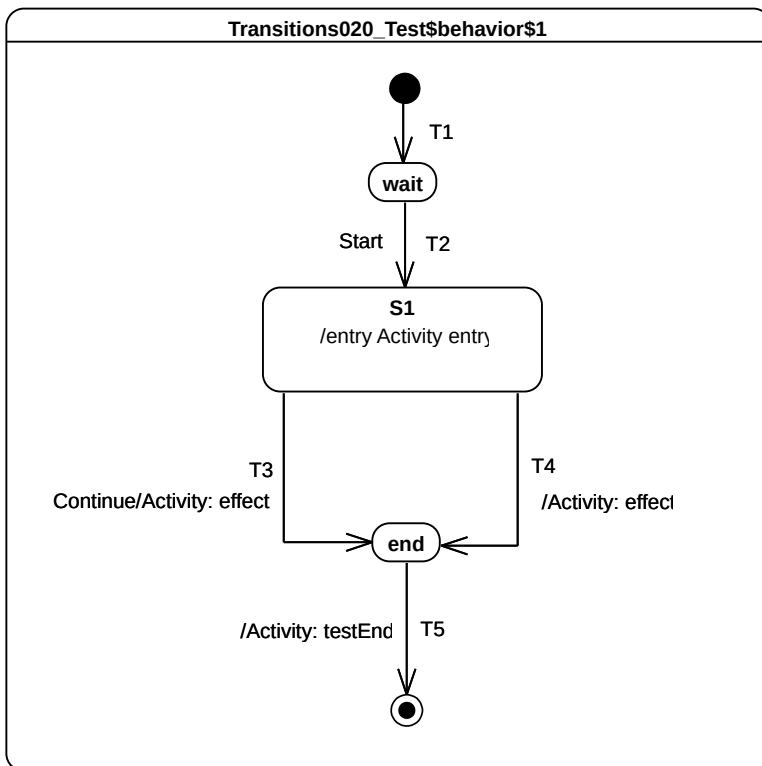 Transitions020_Test$behavior$1
T1
wait
Start
T2
S1
/entry Activity entry
T3
T4
Continue/Activity: effect
/Activity: effect
end
/Activity: testEnd
T5